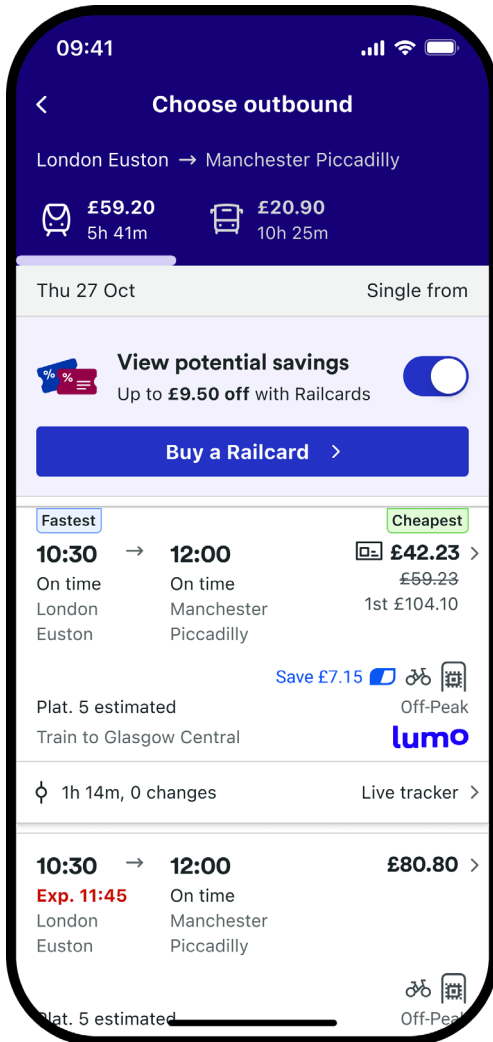 09:41
Choose outbound
London Euston → Manchester Piccadilly
£59.20 £20.90
5h 41m 10h 25m
Thu 27 Oct Single from
% %
View potential savings
Up to £9.50 off with Railcards
Buy a Railcard >
Fastest Cheapest
10:30 → 12:00 £42.23 >
On time On time £59.23
London Manchester 1st £104.10
Euston Piccadilly
Save £7.15
Plat. 5 estimated Off-Peak
Train to Glasgow Central lumo
1h 14m, 0 changes Live tracker >
10:30 → 12:00 £80.80 >
Exp. 11:45 On time
London Manchester
Euston Piccadilly
Plat. 5 estimated Off-Peak